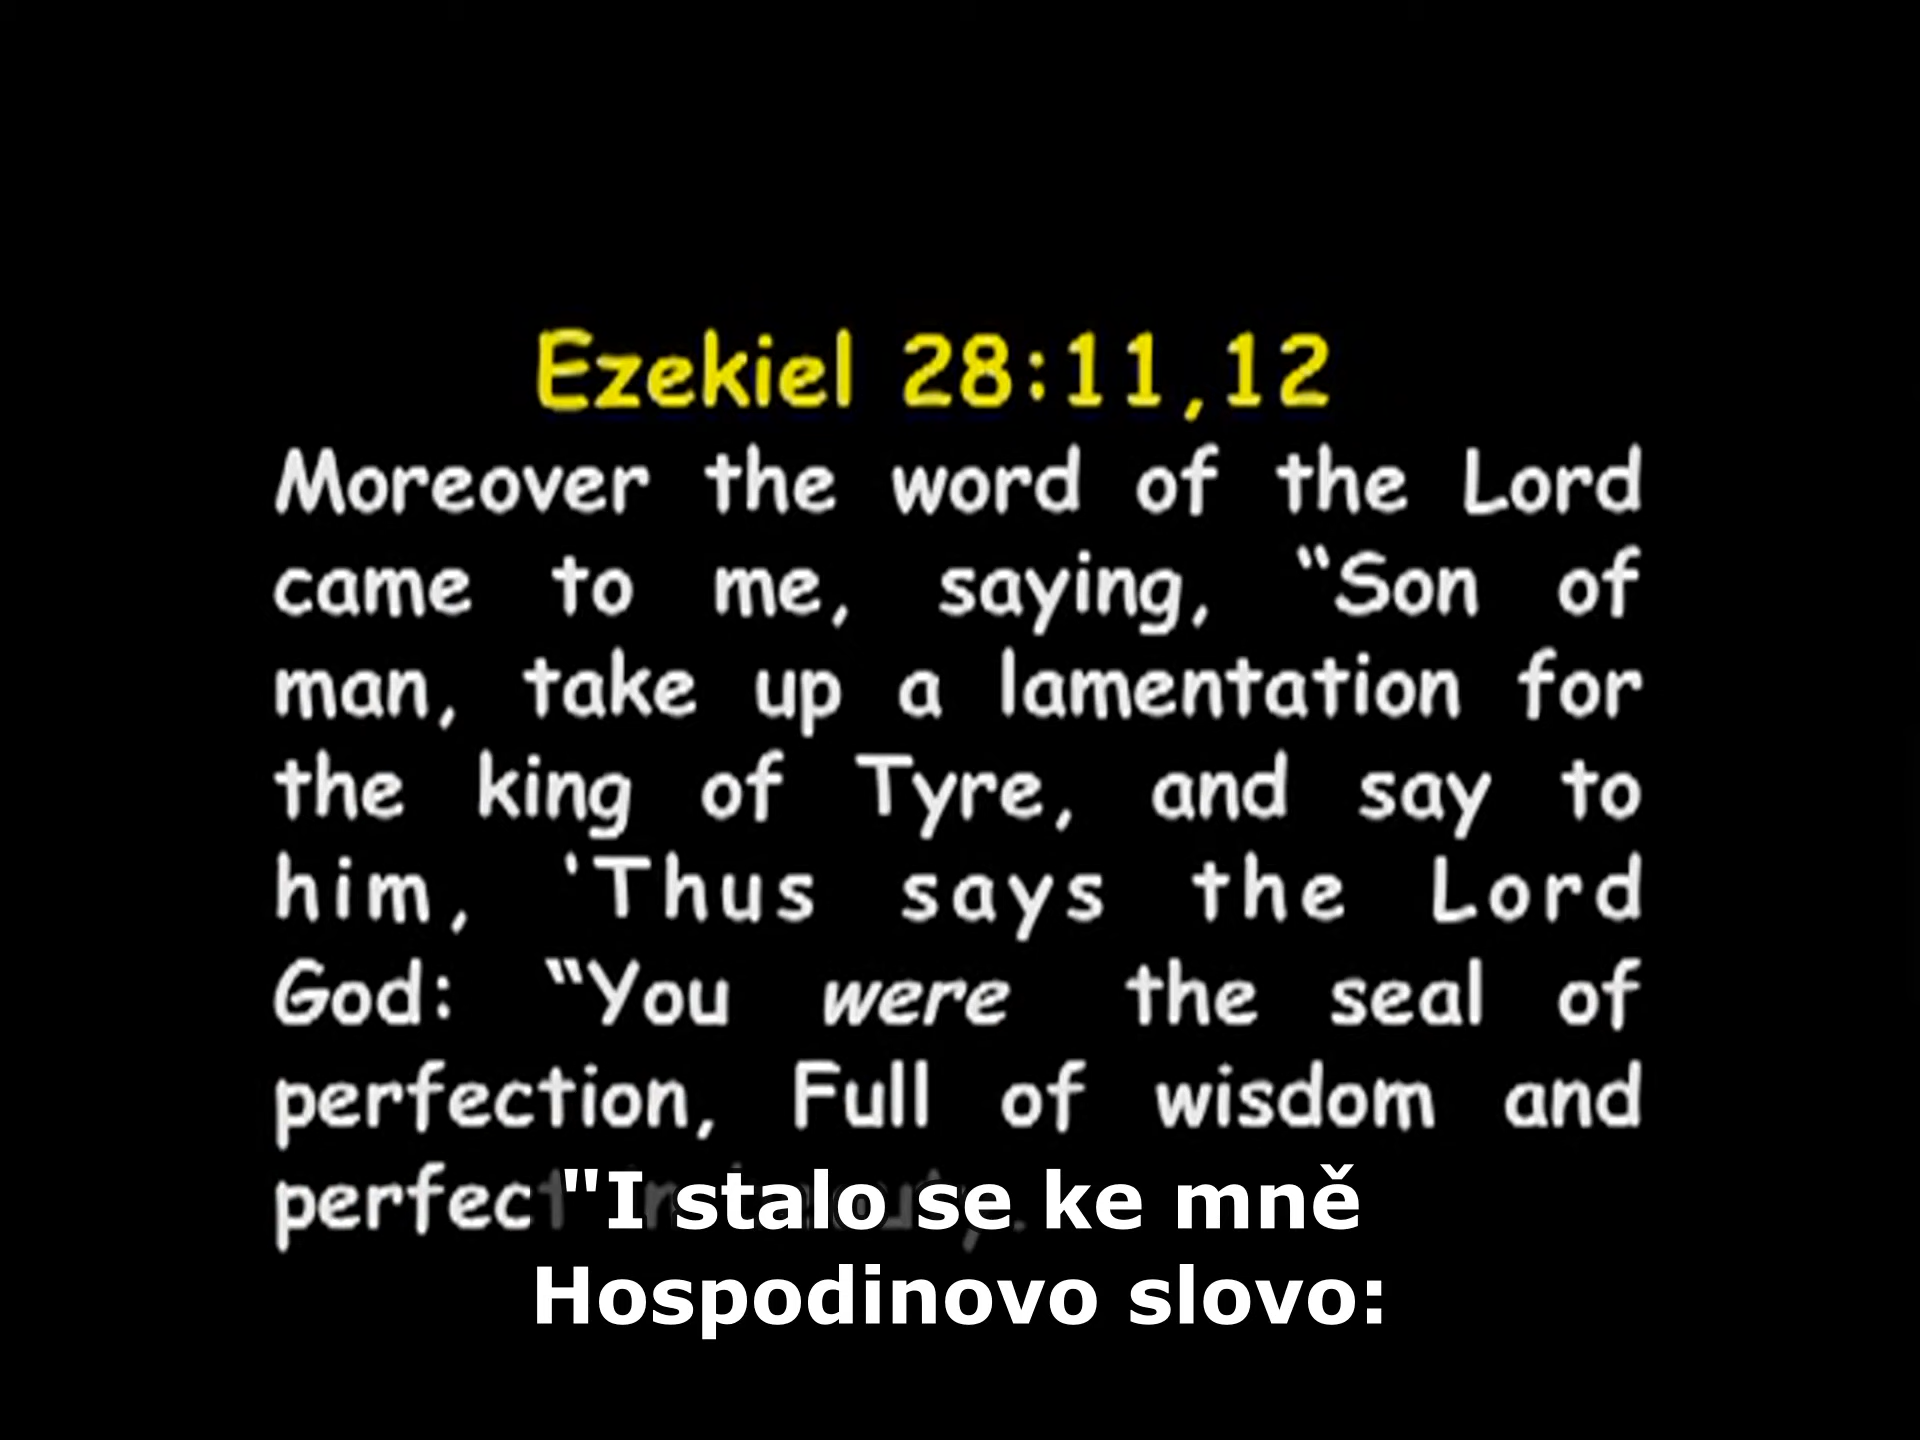 Ezekiel 28:11,12
Moreover the word of the Lord
came to me, saying, “Son of
man, take up a lamentation for
the king of Tyre, and say to
him, 'Thus says the Lord
God: “You were the seal of
perfection, Full of wisdom and
perfec
"I stalo se ke mně
Hospodinovo slovo: